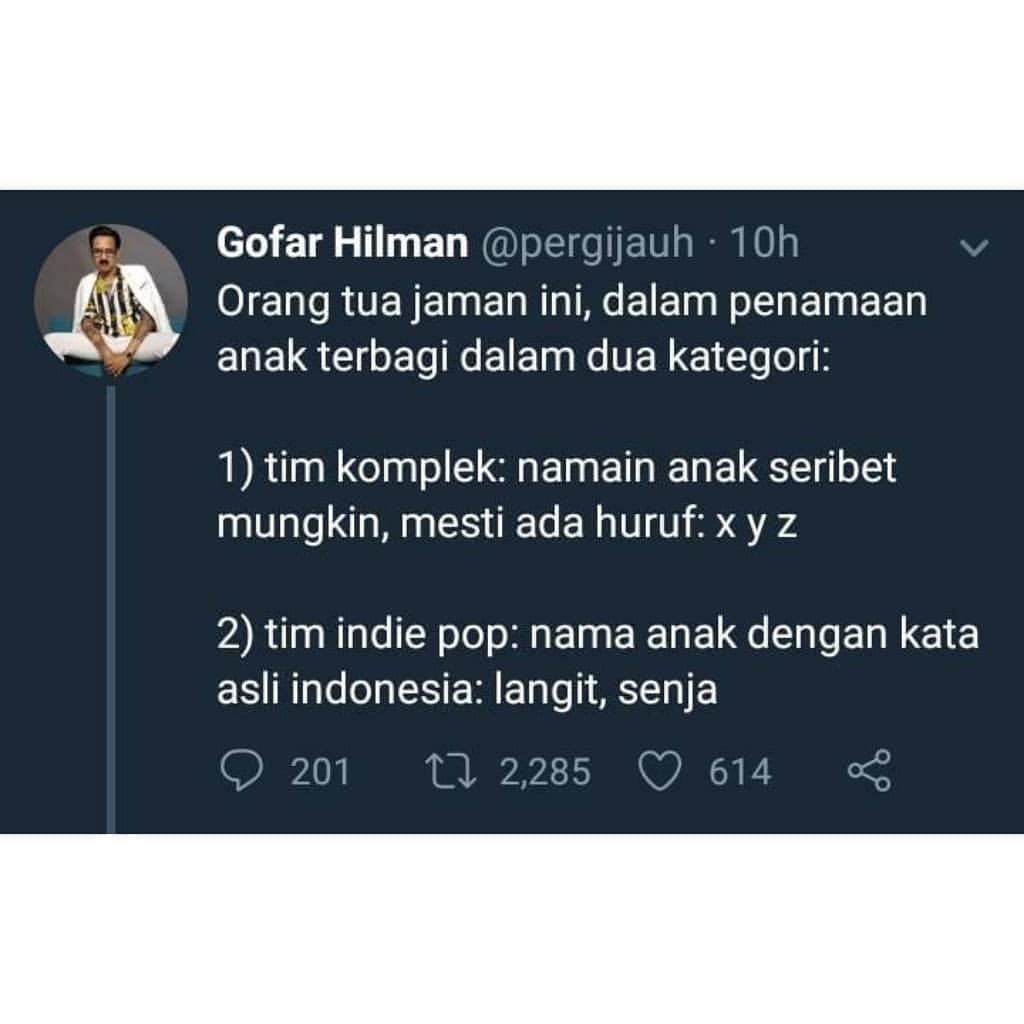 Gofar Hilman @pergijauh · 10h
Orang tua jaman ini, dalam penamaan
anak terbagi dalam dua kategori:
1) tim komplek: namain anak seribet
mungkin, mesti ada huruf: x y z
2) tim indie pop: nama anak dengan kata
asli indonesia: langit, senja
201 2,285 614